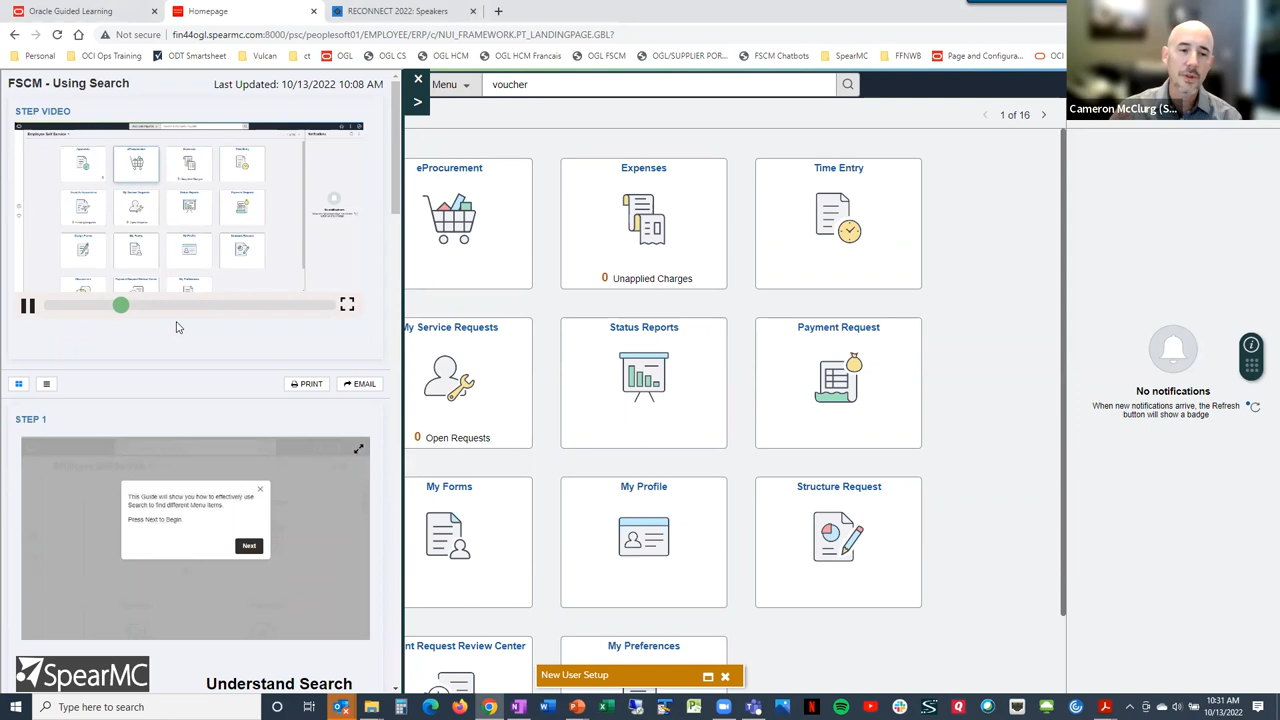 Oracle Guided Learning
Homepage
RECONNECT 2022: Speakers
Not secure
fin44ogl.spearmc.com:8000/psc/peoplesoft01/EMPLOYEE/ERP/c/NUI_FRAMEWORK.PT_LANDINGPAGE.GBL?
Personal
OCI Ops Training
ODT Smartsheet
Vulcan
ct
OGL
OGL CS
OGL HCM
OGL HCM Francais
OGL FSCM
OGL/SUPPLIER POR...
FSCM Chatbots
SpearMC
FFNWB
Page and Configura...
OCI
Cameron McClurg (S...
FSCM - Using Search
Last Updated: 10/13/2022 10:08 AM
Menu
voucher
STEP VIDEO
1 of 16
eProcurement
Expenses
Time Entry
0 Unapplied Charges
My Service Requests
Status Reports
Payment Request
0 Open Requests
No notifications
When new notifications arrive, the Refresh
button will show a badge
PRINT
EMAIL
STEP 1
This Guide will show you how to effectively use
Search to find different Menu Items.
Press Next to Begin
Next
My Forms
My Profile
Structure Request
nt Request Review Center
My Preferences
New User Setup
SpearMC
Understand Search
Type here to search
10:31 AM
10/13/2022